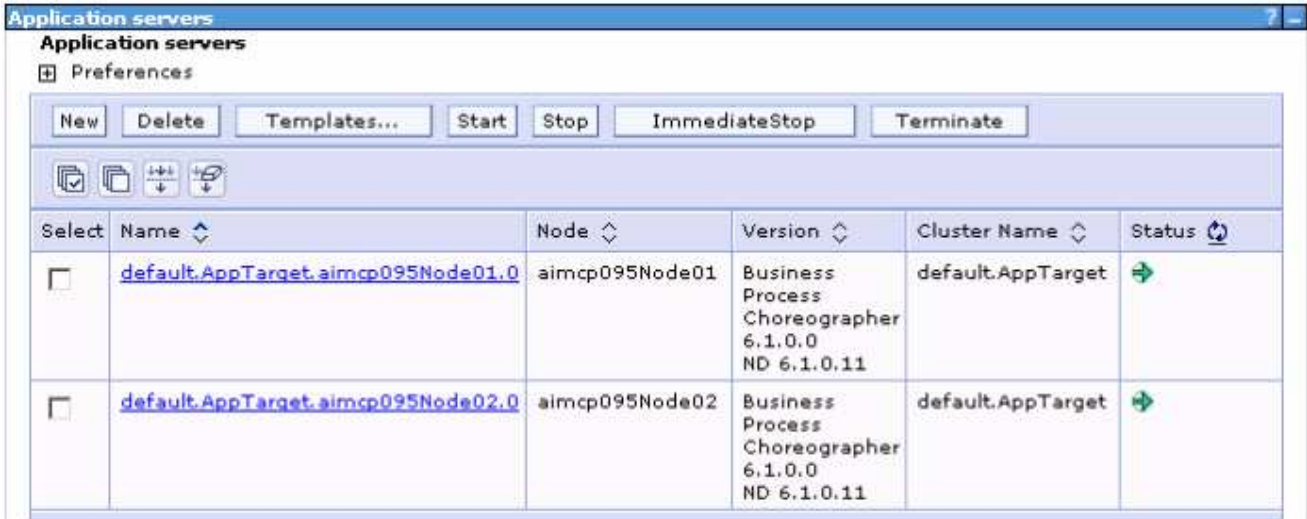 Application servers ? –
Application servers
+ Preferences
New Delete Templates... Start Stop ImmediateStop Terminate
Select Name Node Version Cluster Name Status
default.AppTarget.aimcp095Node01.0 aimcp095Node01 Business default.AppTarget
Process
Choreographer
6.1.0.0
ND 6.1.0.11
default.AppTarget.aimcp095Node02.0 aimcp095Node02 Business default.AppTarget
Process
Choreographer
6.1.0.0
ND 6.1.0.11